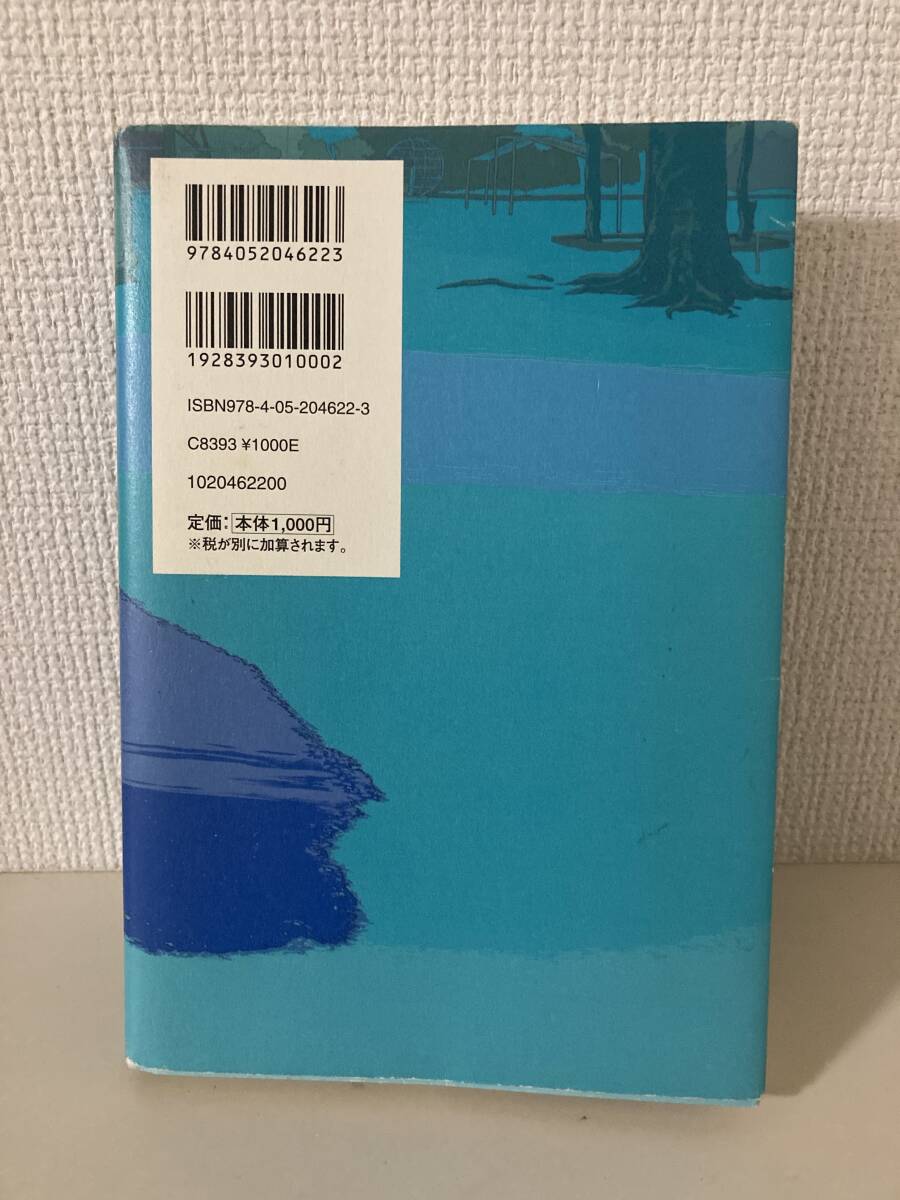 9784052046223
1928393010002
ISBN978-4-05-204622-3
C8393 ¥1000E
1020462200
定価：本体1,000円
※税が別に加算されます。